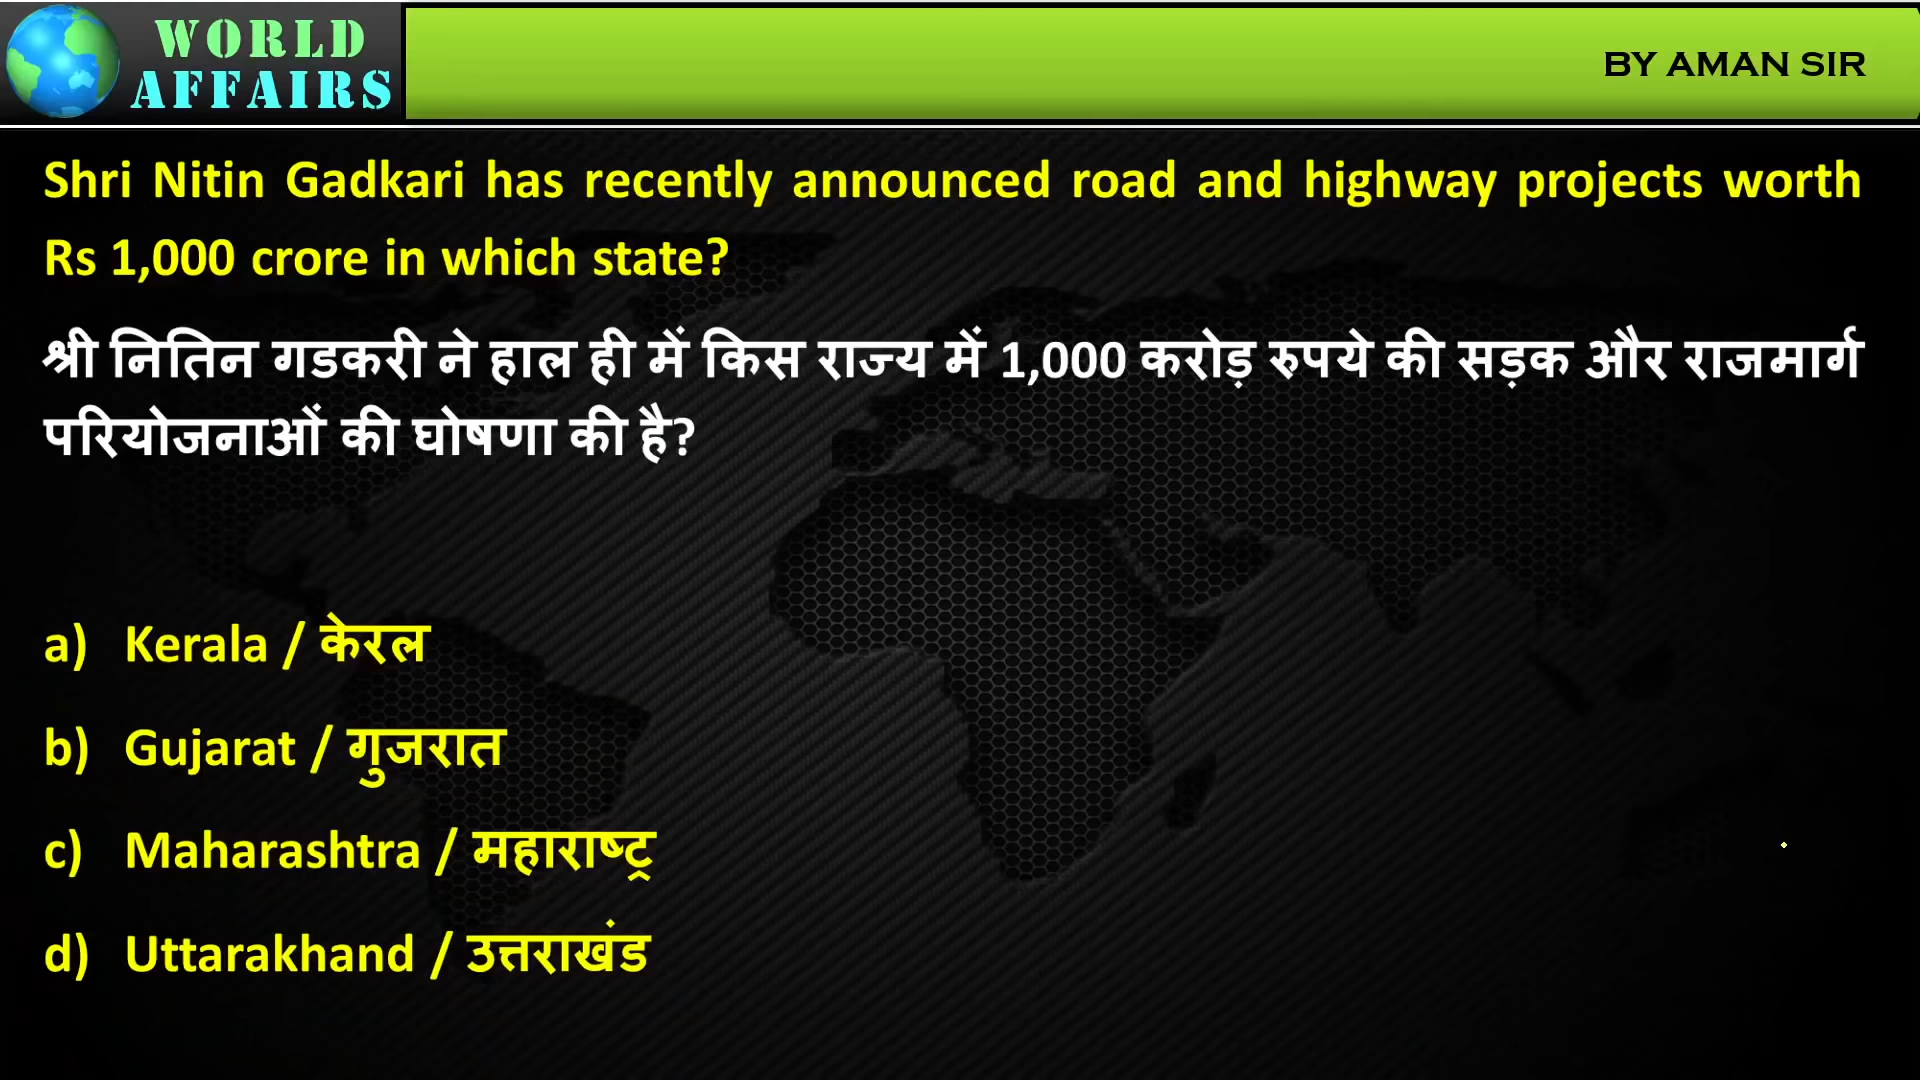 WORLD
AFFAIRS
BY AMAN SIR
Shri Nitin Gadkari has recently announced road and highway projects worth
Rs 1,000 crore in which state?
श्री नितिन गडकरी ने हाल ही में किस राज्य में 1,000 करोड़ रुपये की सड़क और राजमार्ग
परियोजनाओं की घोषणा की है?
a) Kerala / केरल
b) Gujarat / गुजरात
c) Maharashtra / महाराष्ट्र
d) Uttarakhand / उत्तराखंड